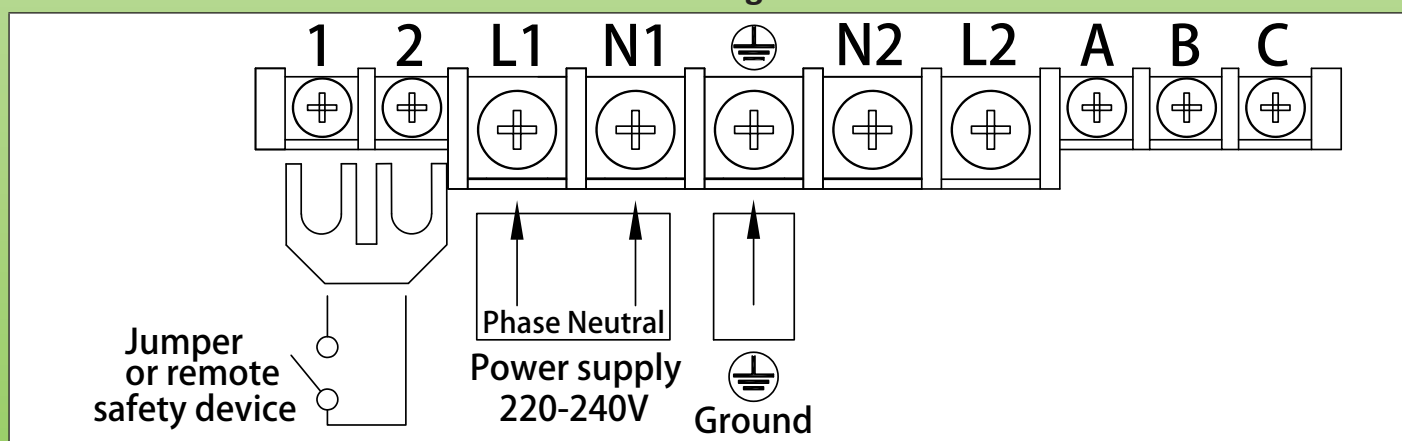 1 2 L1 N1 N2 L2 A B C
Phase Neutral
Jumper
or remote
safety device
Power supply
220-240V
Ground